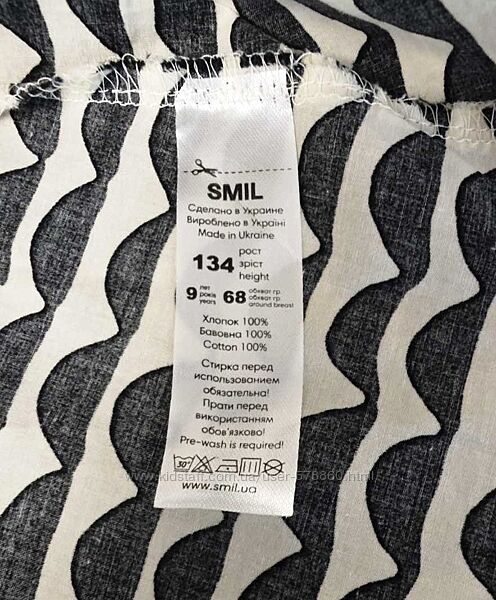 SMIL
Сделано в Украине
Вироблено в Україні
Made in Ukraine
134 рост
зріст
height
9 лет
років
years
68 обхват гр.
обхват гр.
around breast
Хлопок 100%
Бавовна 100%
Cotton 100%
Стирка перед
использованием
обязательна!
Прати перед
використанням
обов'язково!
Pre-wash is required!
30°
www.smil.ua